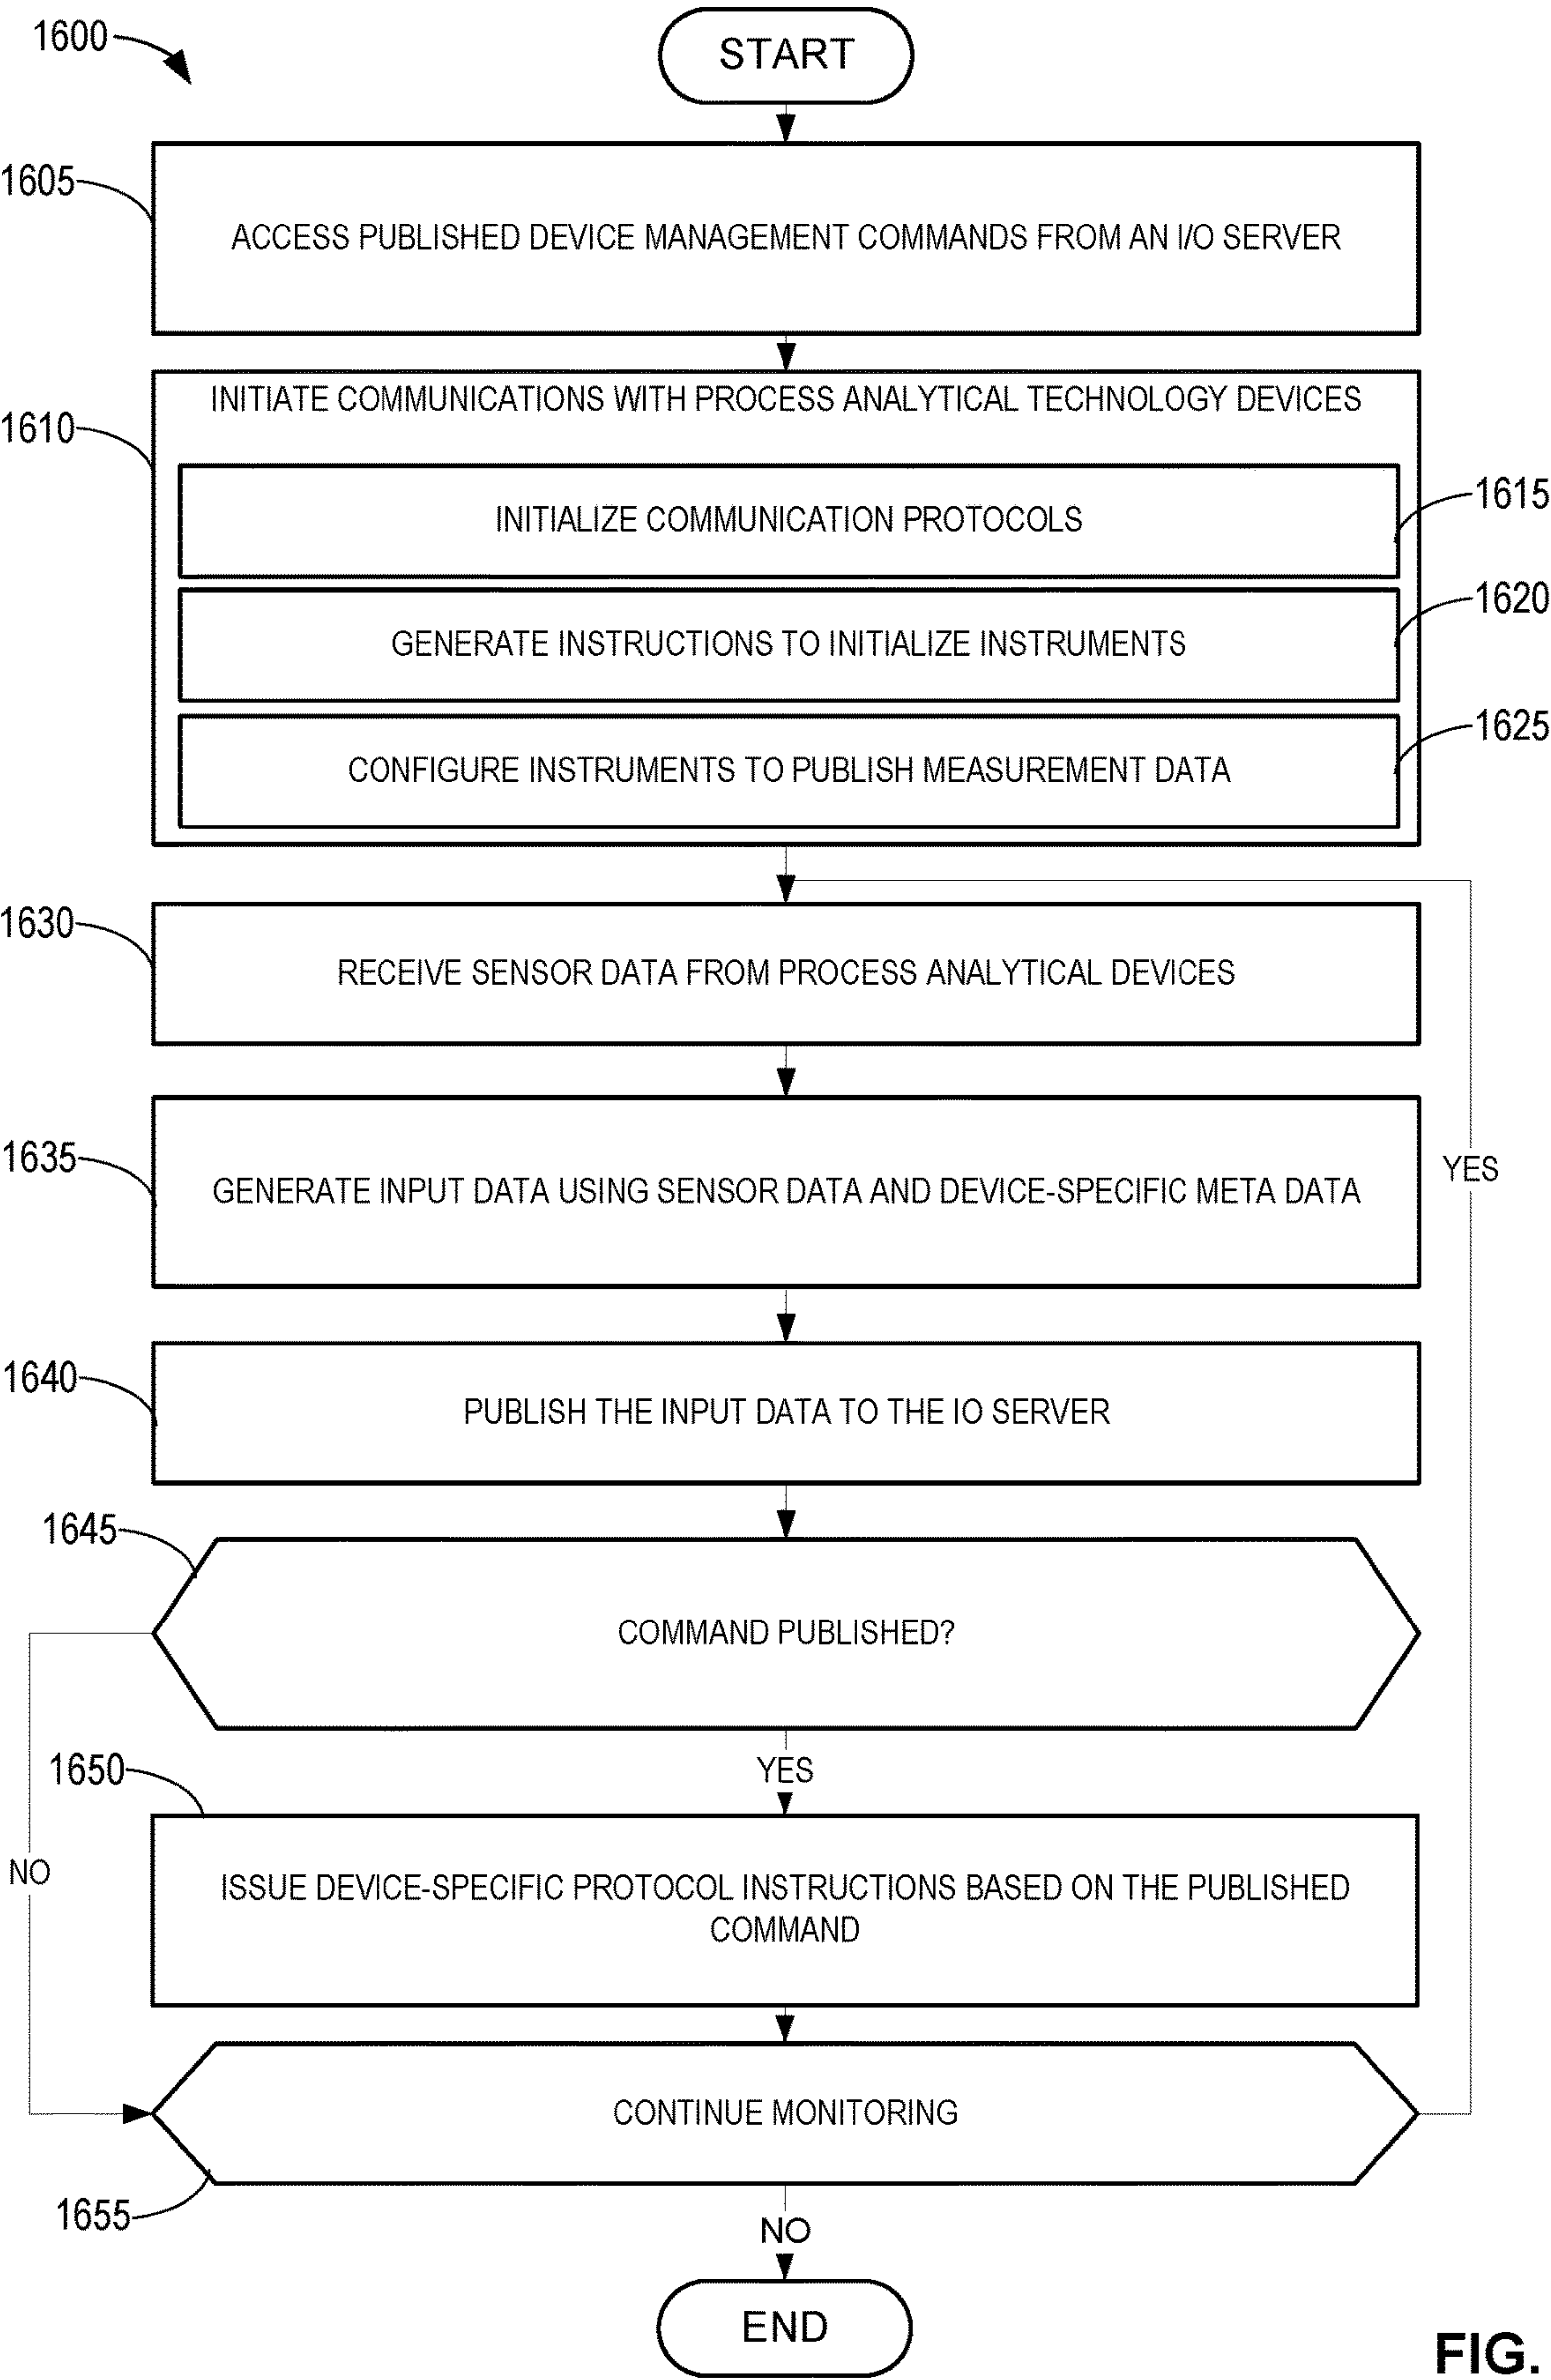 1600
START
1605
ACCESS PUBLISHED DEVICE MANAGEMENT COMMANDS FROM AN I/O SERVER
INITIATE COMMUNICATIONS WITH PROCESS ANALYTICAL TECHNOLOGY DEVICES
1610
1615
INITIALIZE COMMUNICATION PROTOCOLS
1620
GENERATE INSTRUCTIONS TO INITIALIZE INSTRUMENTS
1625
CONFIGURE INSTRUMENTS TO PUBLISH MEASUREMENT DATA
1630
RECEIVE SENSOR DATA FROM PROCESS ANALYTICAL DEVICES
1635
YES
GENERATE INPUT DATA USING SENSOR DATA AND DEVICE-SPECIFIC META DATA
1640
PUBLISH THE INPUT DATA TO THE IO SERVER
1645
COMMAND PUBLISHED?
YES
1650
NO
ISSUE DEVICE-SPECIFIC PROTOCOL INSTRUCTIONS BASED ON THE PUBLISHED
COMMAND
CONTINUE MONITORING
1655
NO
END
FIG.